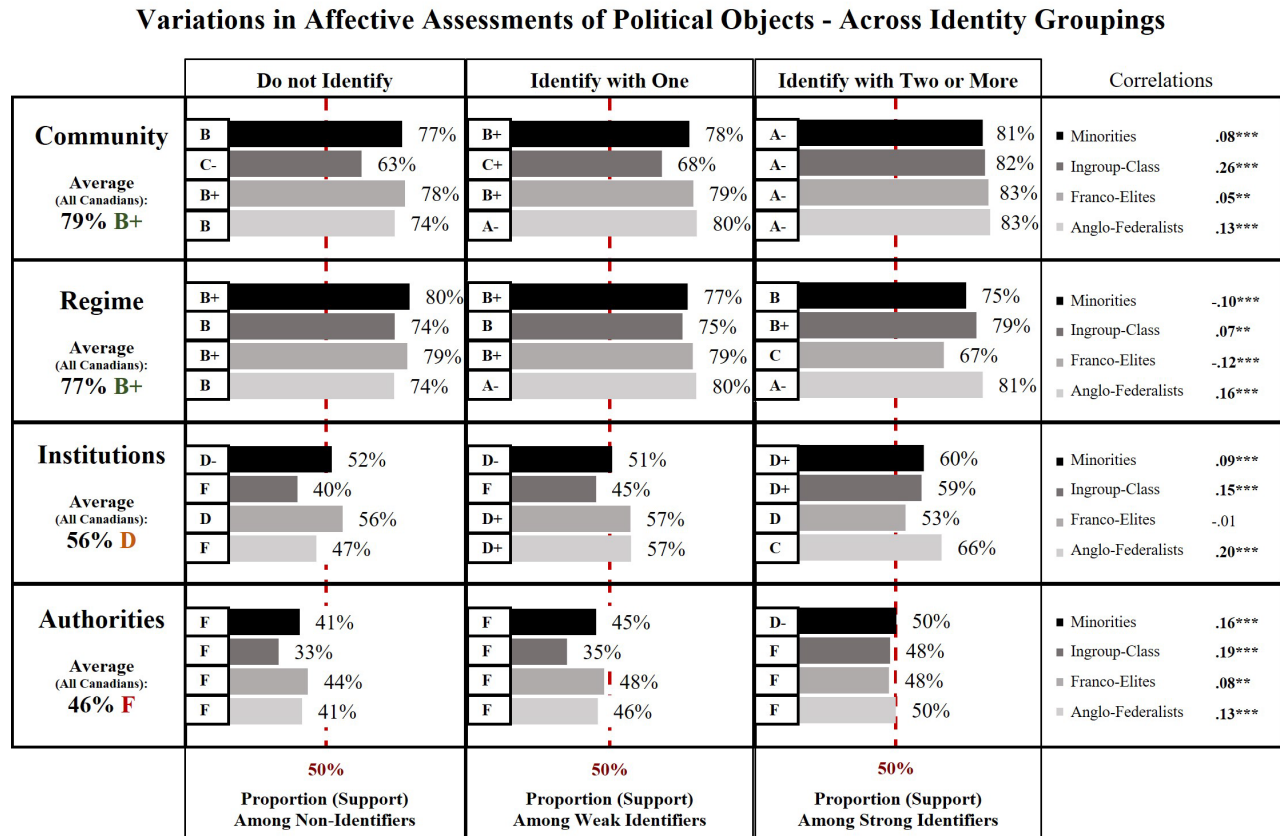 Variations in Affective Assessments of Political Objects - Across Identity Groupings
Do not Identify
Identify with One
Identify with Two or More
Correlations
Community
Average
(All Canadians):
79% B+
B 77%
C- 63%
B+ 78%
B 74%
B+ 78%
C+ 68%
B+ 79%
A- 80%
A- 81%
A- 82%
A- 83%
A- 83%
Minorities .08***
Ingroup-Class .26***
Franco-Elites .05**
Anglo-Federalists .13***
Regime
Average
(All Canadians):
77% B+
B+ 80%
B 74%
B+ 79%
B 74%
B+ 77%
B 75%
B+ 79%
A- 80%
B 75%
B+ 79%
C 67%
A- 81%
Minorities -.10***
Ingroup-Class .07**
Franco-Elites -.12***
Anglo-Federalists .16***
Institutions
Average
(All Canadians):
56% D
D- 52%
F 40%
D 56%
F 47%
D- 51%
F 45%
D+ 57%
D+ 57%
D+ 60%
D+ 59%
D 53%
C 66%
Minorities .09***
Ingroup-Class .15***
Franco-Elites -.01
Anglo-Federalists .20***
Authorities
Average
(All Canadians):
46% F
F 41%
F 33%
F 44%
F 41%
F 45%
F 35%
F 48%
F 46%
D- 50%
F 48%
F 48%
F 50%
Minorities .16***
Ingroup-Class .19***
Franco-Elites .08**
Anglo-Federalists .13***
50%
Proportion (Support)
Among Non-Identifiers
50%
Proportion (Support)
Among Weak Identifiers
50%
Proportion (Support)
Among Strong Identifiers